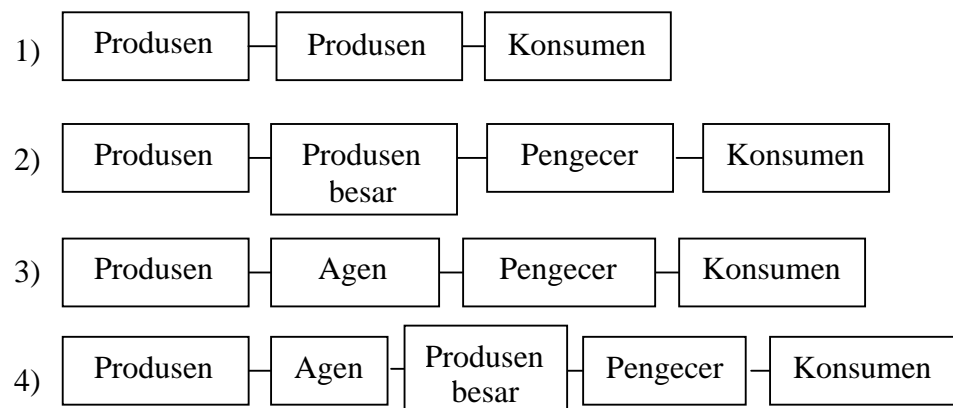 1) Produsen Produsen Konsumen
2) Produsen Produsen besar Pengecer Konsumen
3) Produsen Agen Pengecer Konsumen
4) Produsen Agen Produsen besar Pengecer Konsumen